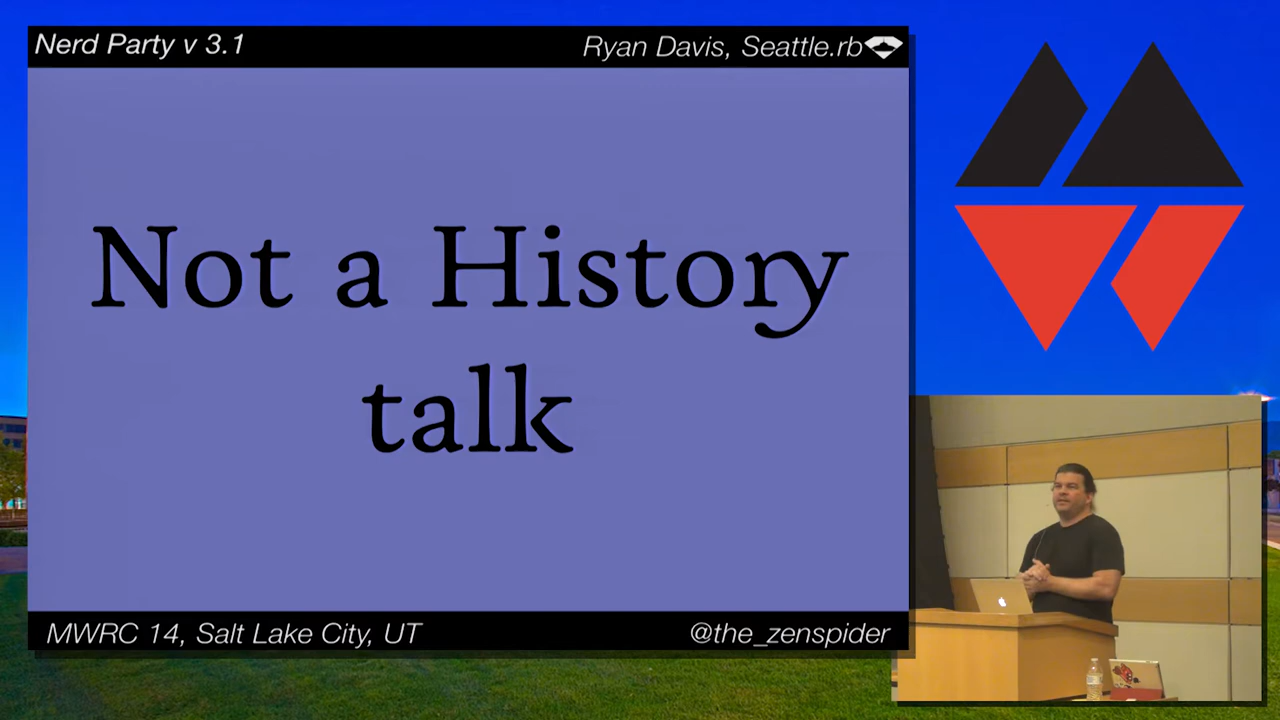 Nerd Party v 3.1
Ryan Davis, Seattle.rb
Not a History
talk
MWRC 14, Salt Lake City, UT
@the_zenspider